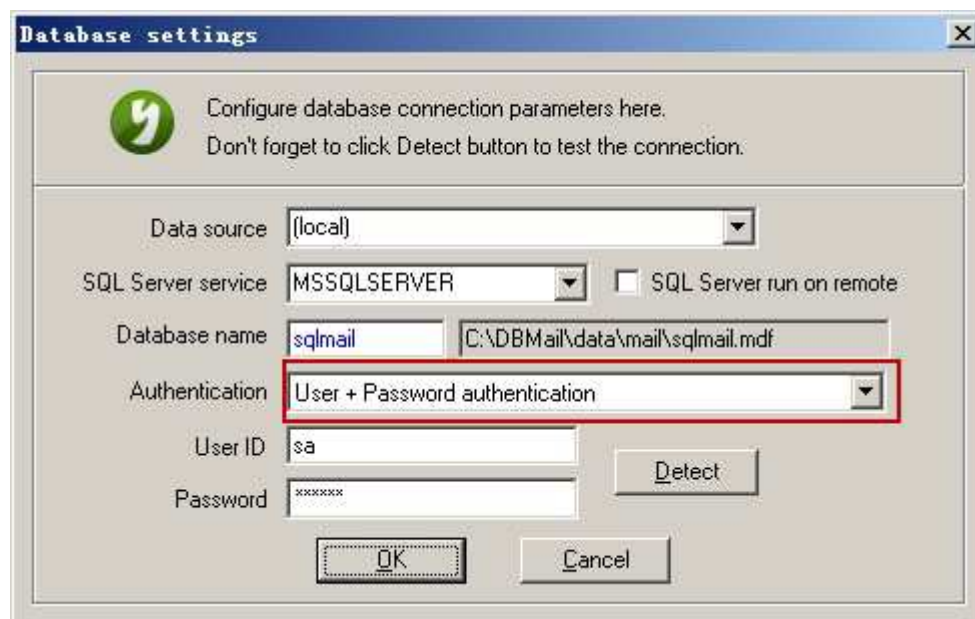 Database settings
Configure database connection parameters here.
Don't forget to click Detect button to test the connection.
Data source (local)
SQL Server service MSSQLSERVER SQL Server run on remote
Database name sqlmail C:\DBMail\data\mail\sqlmail.mdf
Authentication User + Password authentication
User ID sa
Detect
Password ××××××
OK Cancel